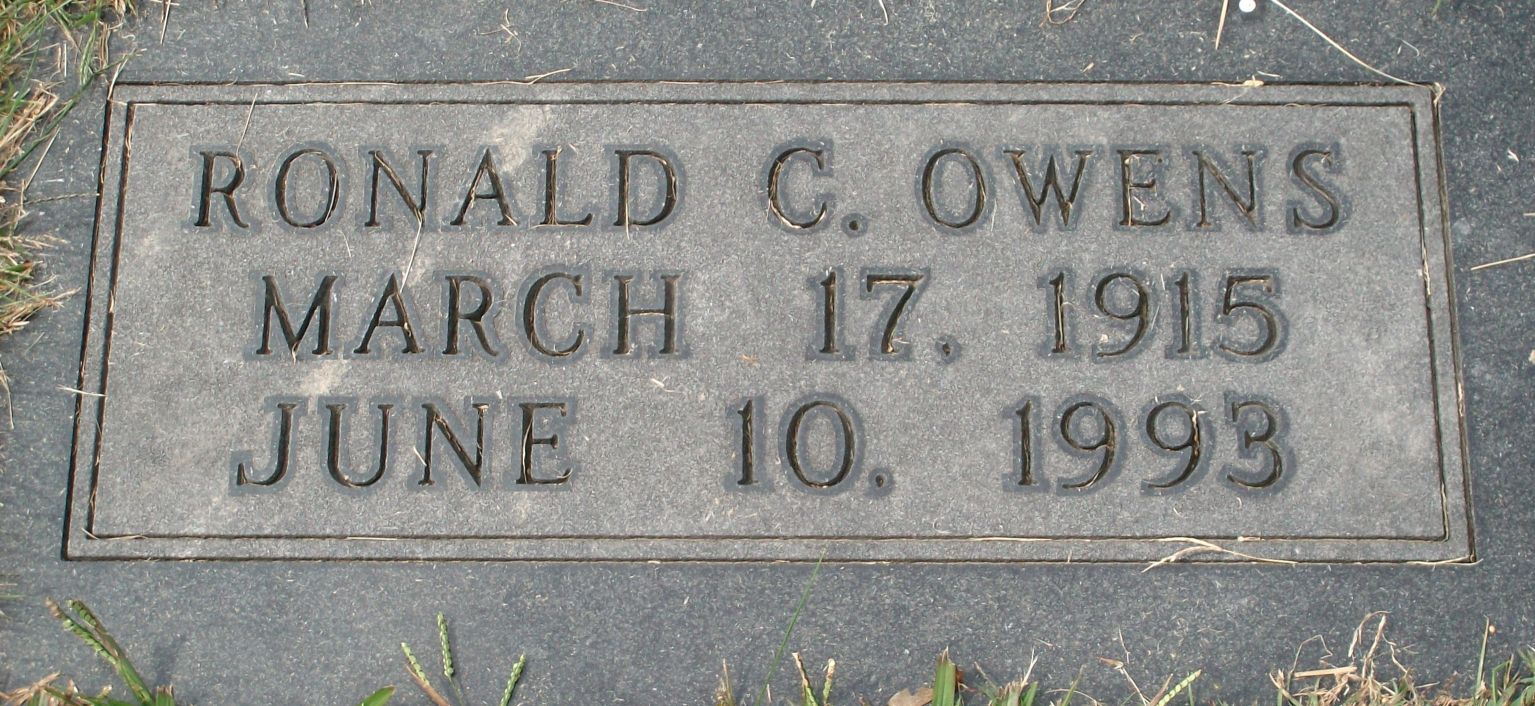 RONALD C. OWENS
MARCH 17, 1915
JUNE 10, 1993